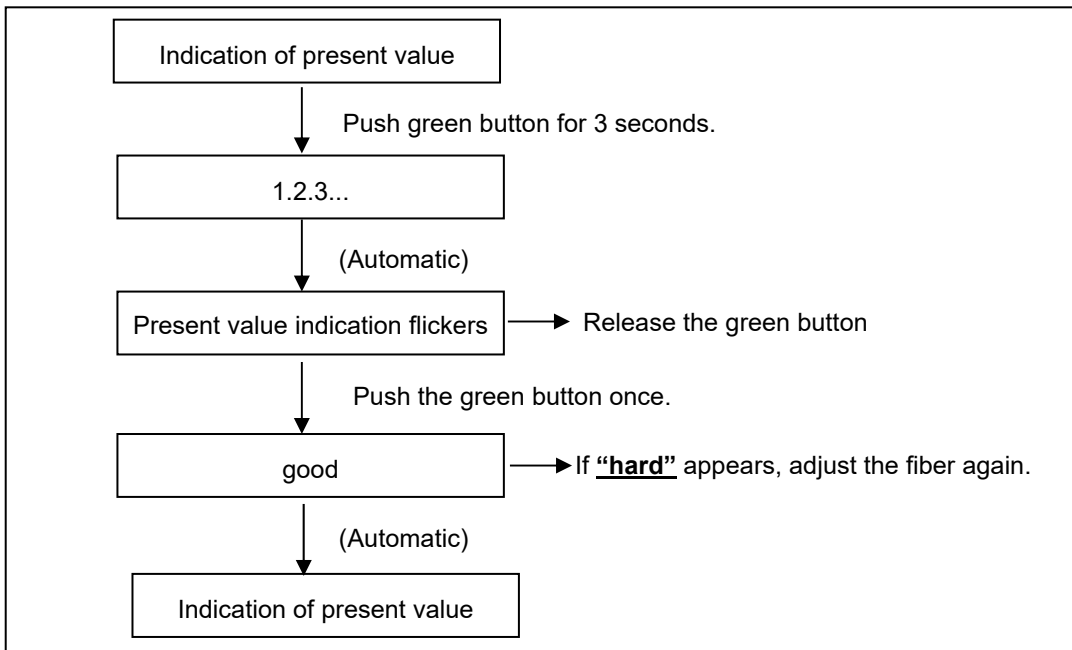 Indication of present value
Push green button for 3 seconds.
1.2.3...
(Automatic)
Present value indication flickers
Release the green button
Push the green button once.
good
If “hard” appears, adjust the fiber again.
(Automatic)
Indication of present value